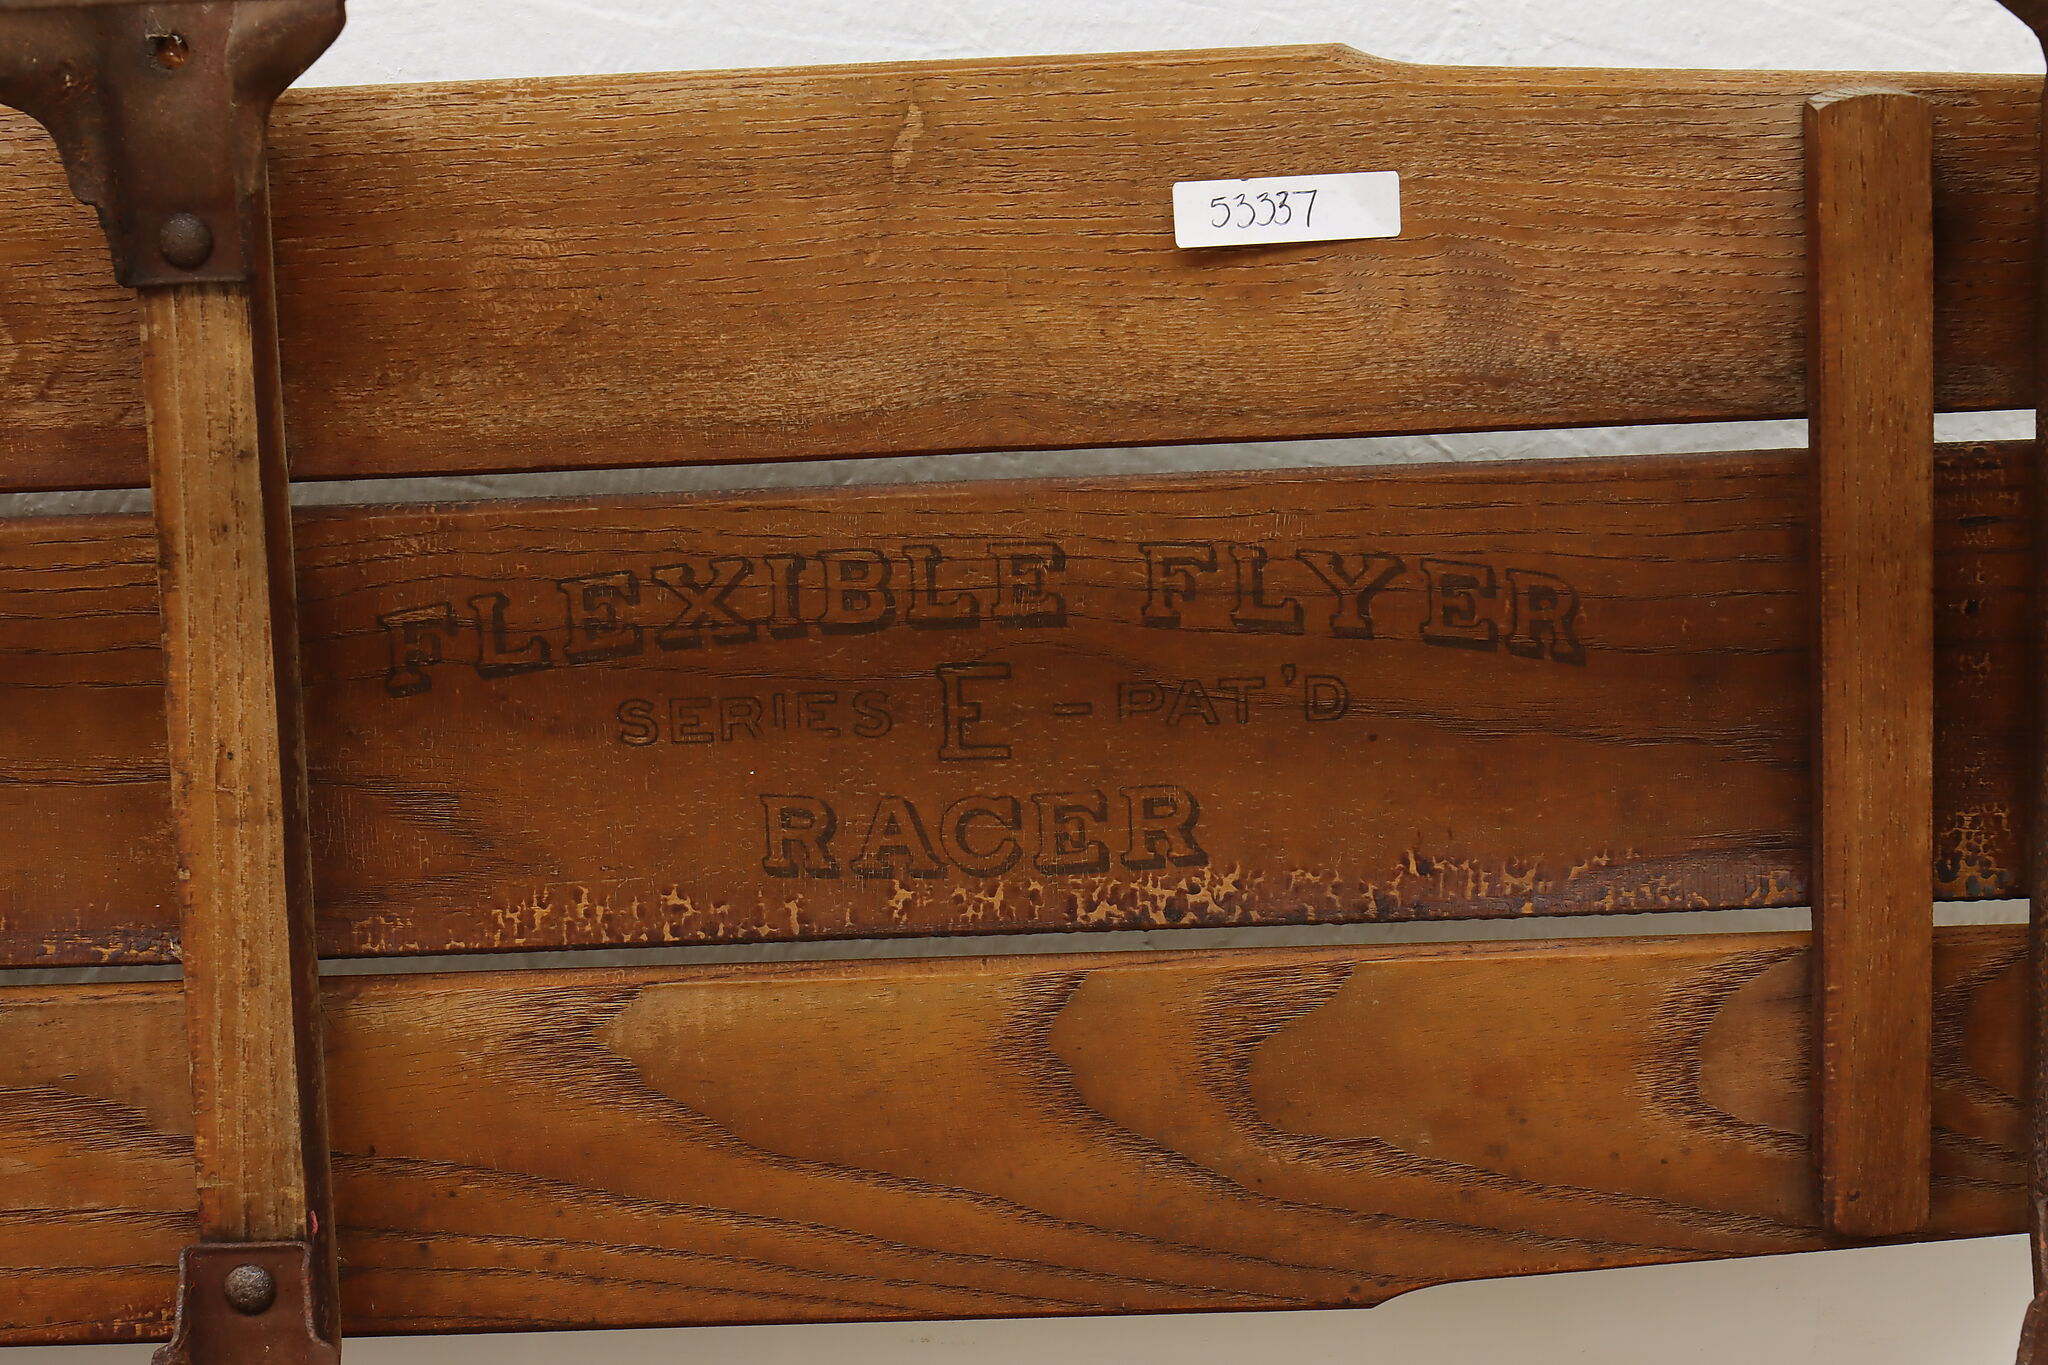 53337
FLEXIBLE FLYER
SERIES E - PAT'D
RACER